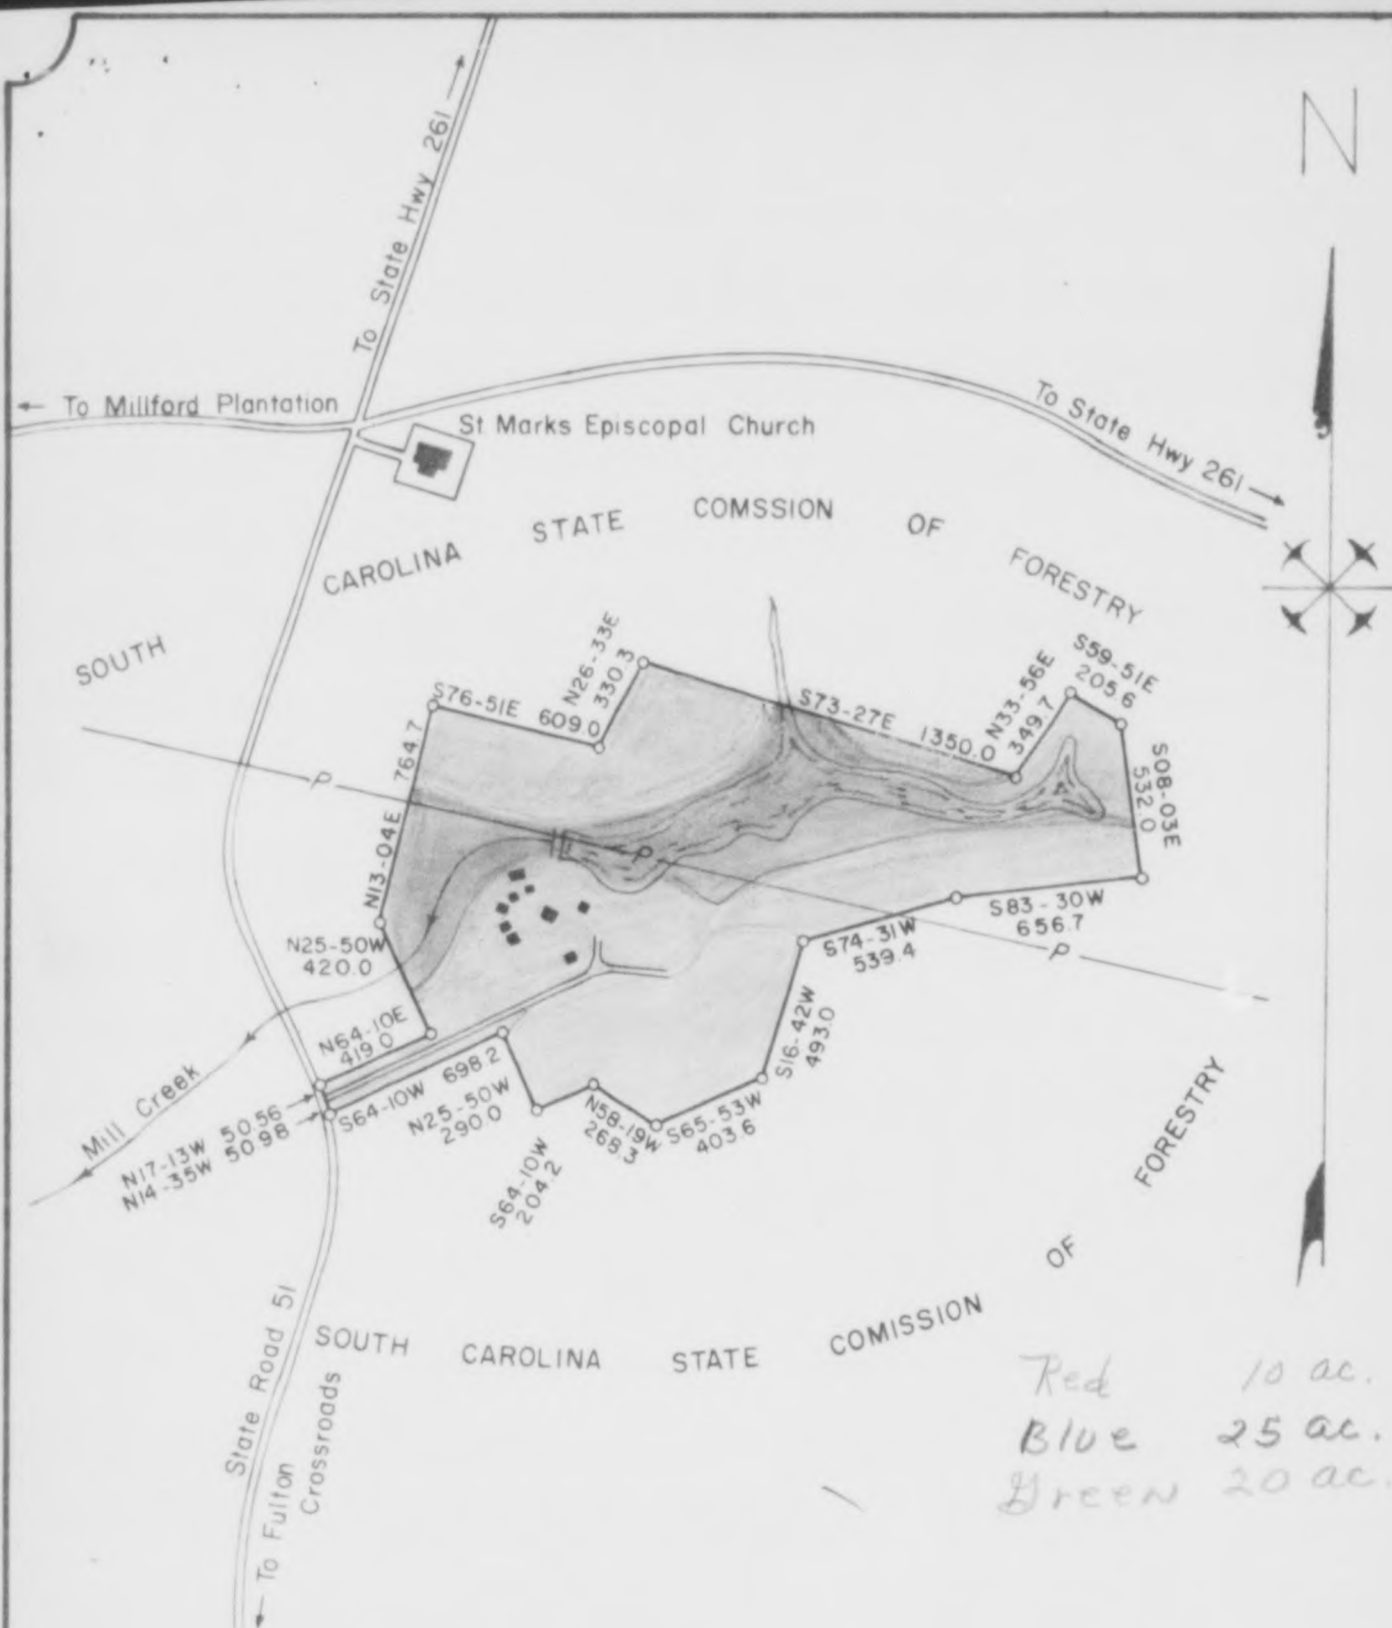 N
To State Hwy 261
← To Millford Plantation
St Marks Episcopal Church
To State Hwy 261
SOUTH CAROLINA STATE COMSSION OF FORESTRY
S76-51E
609.0
N26-33E
330.3
S73-27E
1350.0
N33-56E
349.7
S59-51E
205.6
S08-03E
532.0
S83-30W
656.7
S74-31W
539.4
S16-42W
493.0
S65-53W
403.6
N58-19W
268.3
S64-10W
204.2
N25-50W
290.0
S64-10W 698.2
N17-13W 50.56
N14-35W 50.98
N64-10E
419.0
N25-50W
420.0
N13-04E 764.7
P
P
P
Mill Creek
State Road 51
To Fulton
Crossroads
SOUTH CAROLINA STATE COMISSION OF FORESTRY
Red 10 ac.
Blue 25 ac.
Green 20 ac.